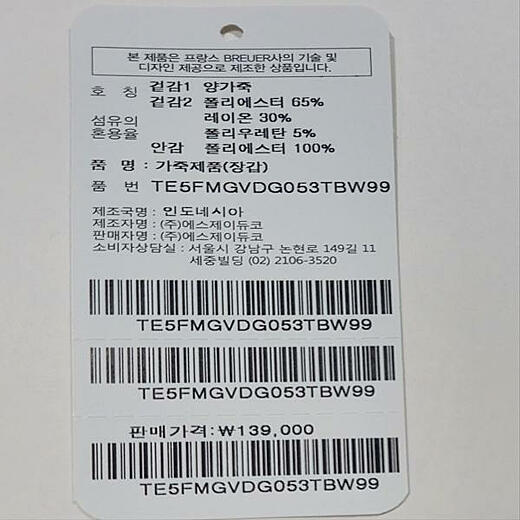 본 제품은 프랑스 BREUER사의 기술 및
디자인 제공으로 제조한 상품입니다.
호 칭 겉감1 양가죽
겉감2 폴리에스터 65%
섬유의 레이온 30%
혼용율 폴리우레탄 5%
안감 폴리에스터 100%
품 명 : 가죽제품(장갑)
품 번 TE5FMGVDG053TBW99
제조국명 : 인도네시아
제조자명 : (주)에스제이듀코
판매자명 : (주)에스제이듀코
소비자상담실 : 서울시 강남구 논현로 149길 11
세중빌딩 (02) 2106-3520
TE5FMGVDG053TBW99
TE5FMGVDG053TBW99
판매가격:₩139,000
TE5FMGVDG053TBW99